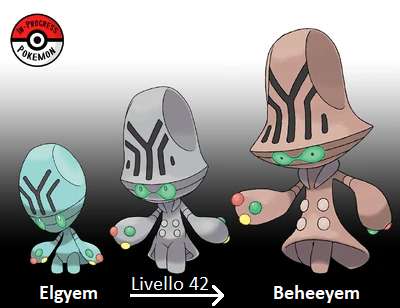 IN-PROGRESS
POKEMON
Elgyem
Livello 42
Beheeyem